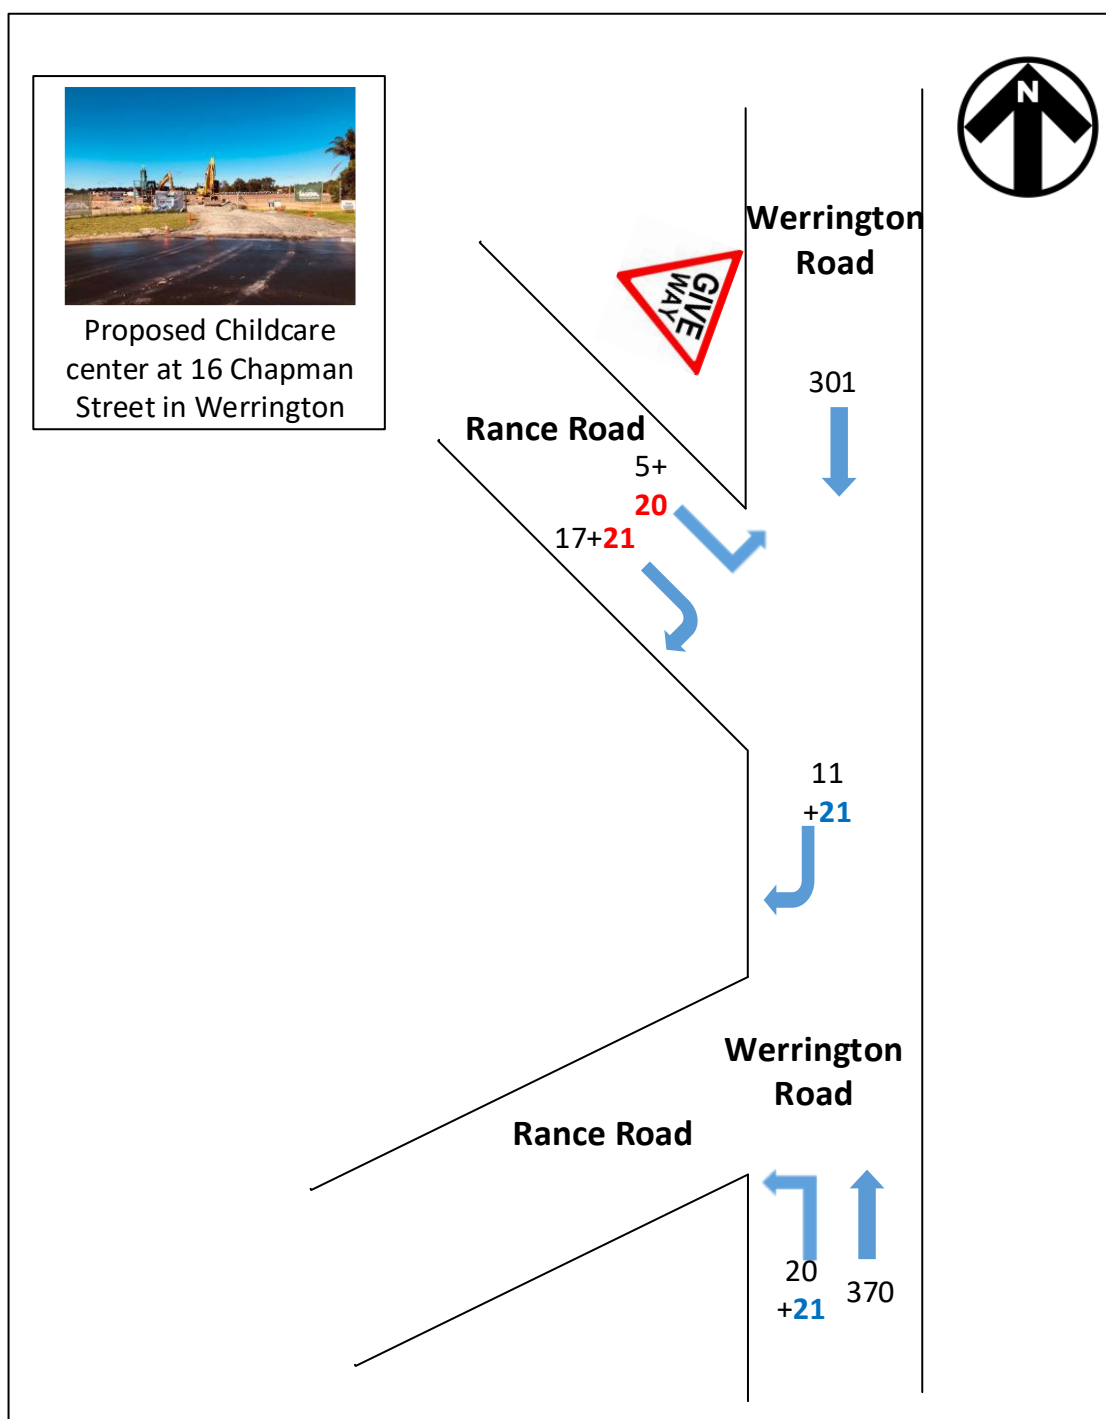 N
Werrington
Road
Proposed Childcare
center at 16 Chapman
Street in Werrington
GIVE
WAY
301
Rance Road
5+
20
17+21
11
+21
Werrington
Road
Rance Road
20
+21
370